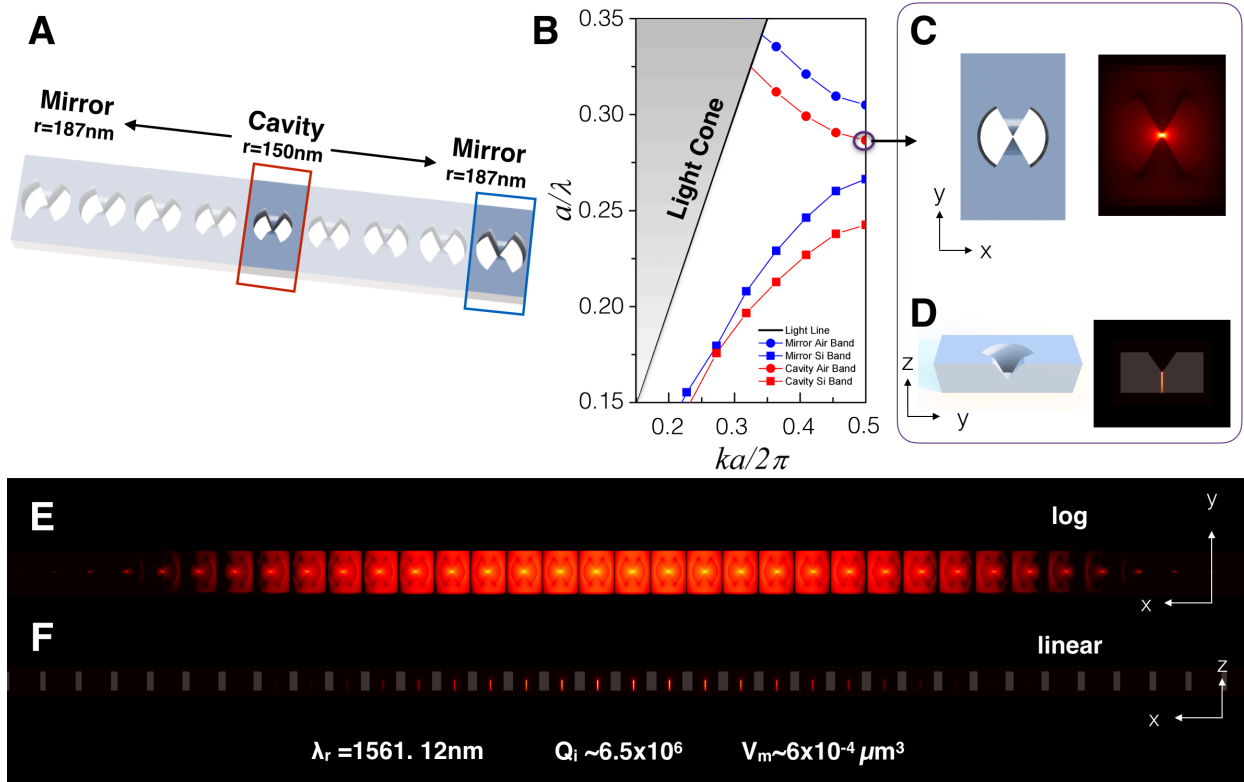 A
Mirror
r=187nm
Cavity
r=150nm
Mirror
r=187nm
B
0.35
0.30
0.25
0.20
0.15
a/λ
Light Cone
Light Line
Mirror Air Band
Mirror Si Band
Cavity Air Band
Cavity Si Band
0.2 0.3 0.4 0.5
ka/2π
C
y
x
D
z
y
E
log
y
x
F
linear
z
x
λr =1561. 12nm Qi ~6.5x10⁶ Vm~6x10⁻⁴ μm³